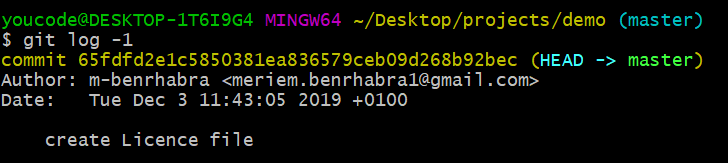 youcode@DESKTOP-1T6I9G4 MINGW64 ~/Desktop/projects/demo (master)
$ git log -1
commit 65fdfd2e1c5850381ea836579ceb09d268b92bec (HEAD -> master)
Author: m-benrhabra <meriem.benrhabra1@gmail.com>
Date:   Tue Dec 3 11:43:05 2019 +0100
    create Licence file